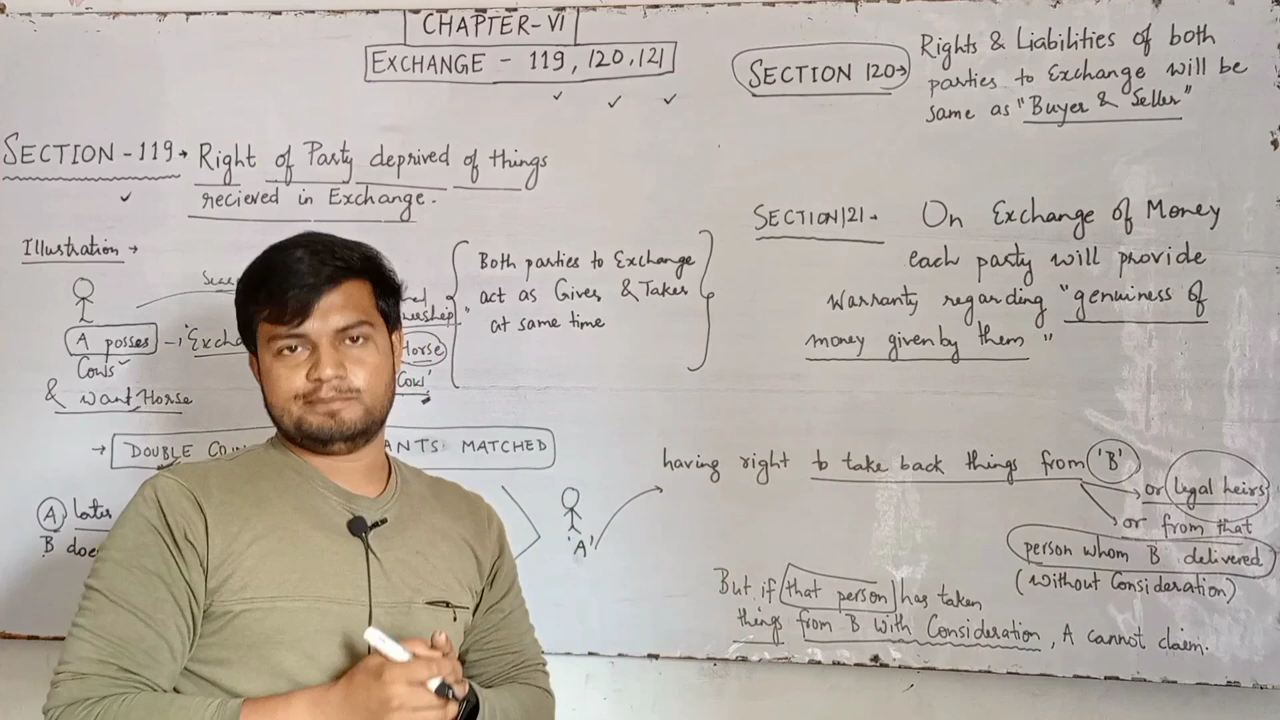 CHAPTER-VI
EXCHANGE - 119, 120, 121
SECTION-119→ Right of Party deprived of things
recieved in Exchange.
Illustration →
A posses
Cows
& want Horse
Horse
Cow'
Both parties to Exchange
act as Gives & Takes
at same time
→ DOUBLE MATCHED
A later
B
'A'
SECTION 120→ Rights & Liabilities of both
parties to Exchange will be
same as "Buyer & Seller"
SECTION 121→ On Exchange of Money
each party will provide
warranty regarding "genuiness of
money given by them"
having right to take back things from 'B'
or legal heirs
or from that
person whom B delivered
(without Consideration)
But if that person has taken
things from B with Consideration, A cannot claim.